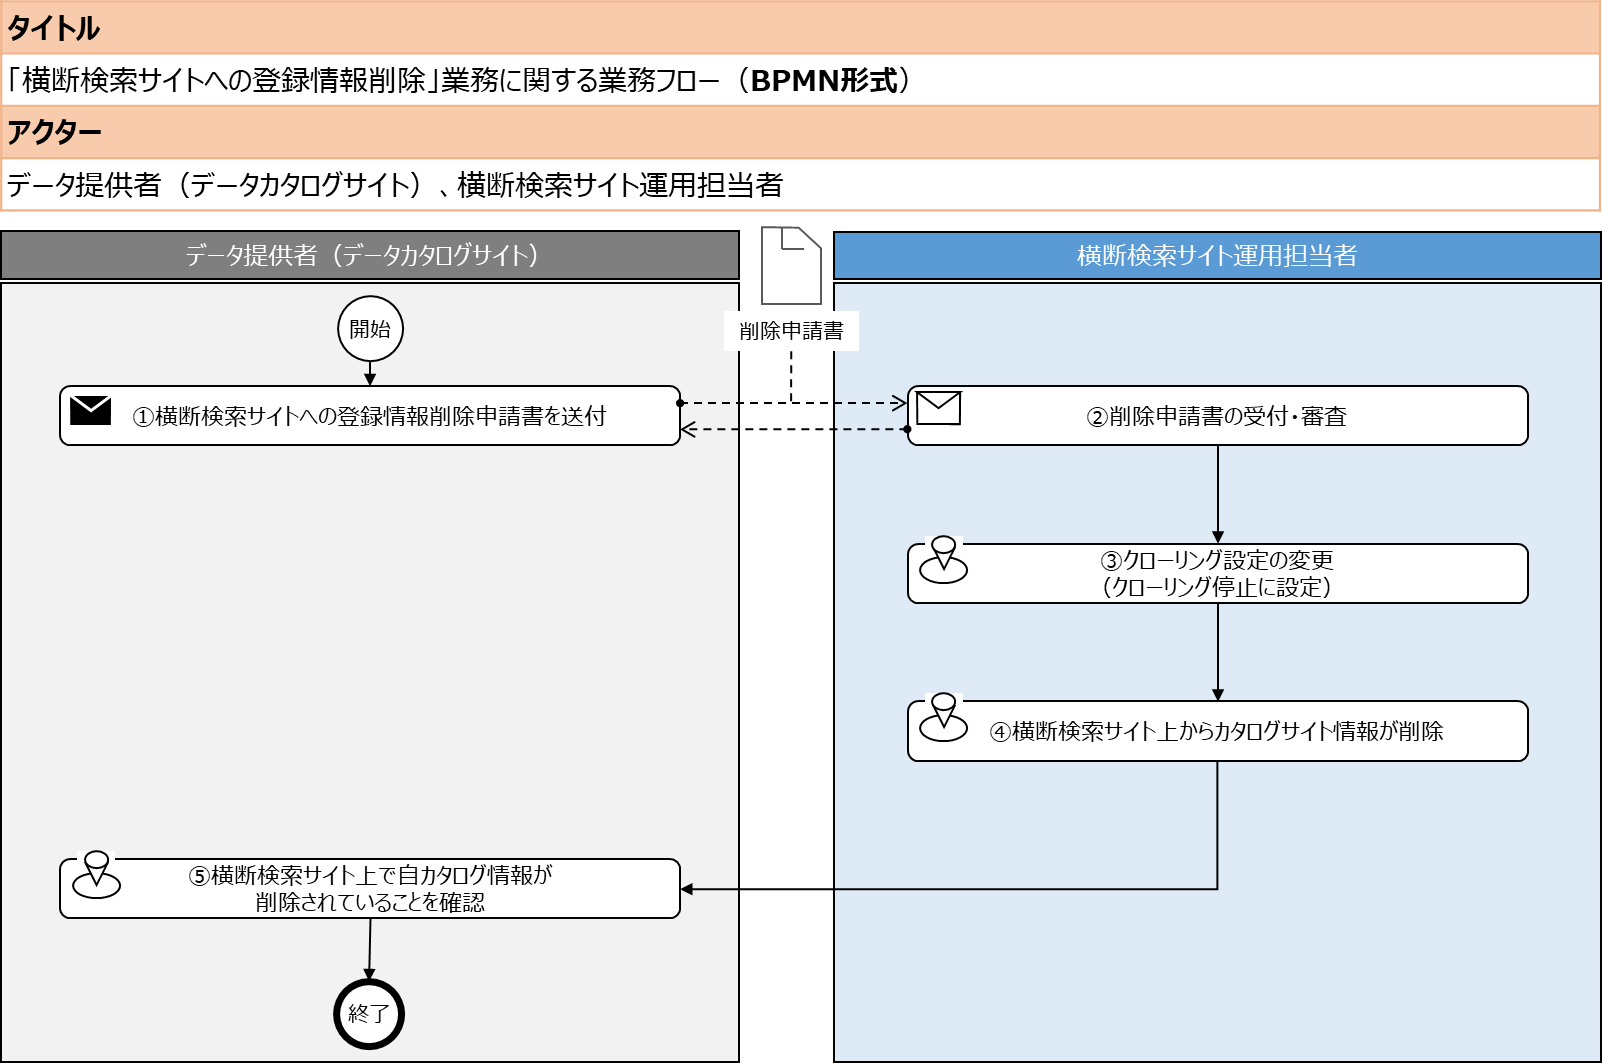 タイトル
「横断検索サイトへの登録情報削除」業務に関する業務フロー（BPMN形式）
アクター
データ提供者（データカタログサイト）、横断検索サイト運用担当者
データ提供者（データカタログサイト）
横断検索サイト運用担当者
開始
削除申請書
①横断検索サイトへの登録情報削除申請書を送付
②削除申請書の受付・審査
③クローリング設定の変更
（クローリング停止に設定）
④横断検索サイト上からカタログサイト情報が削除
⑤横断検索サイト上で自カタログ情報が
削除されていることを確認
終了